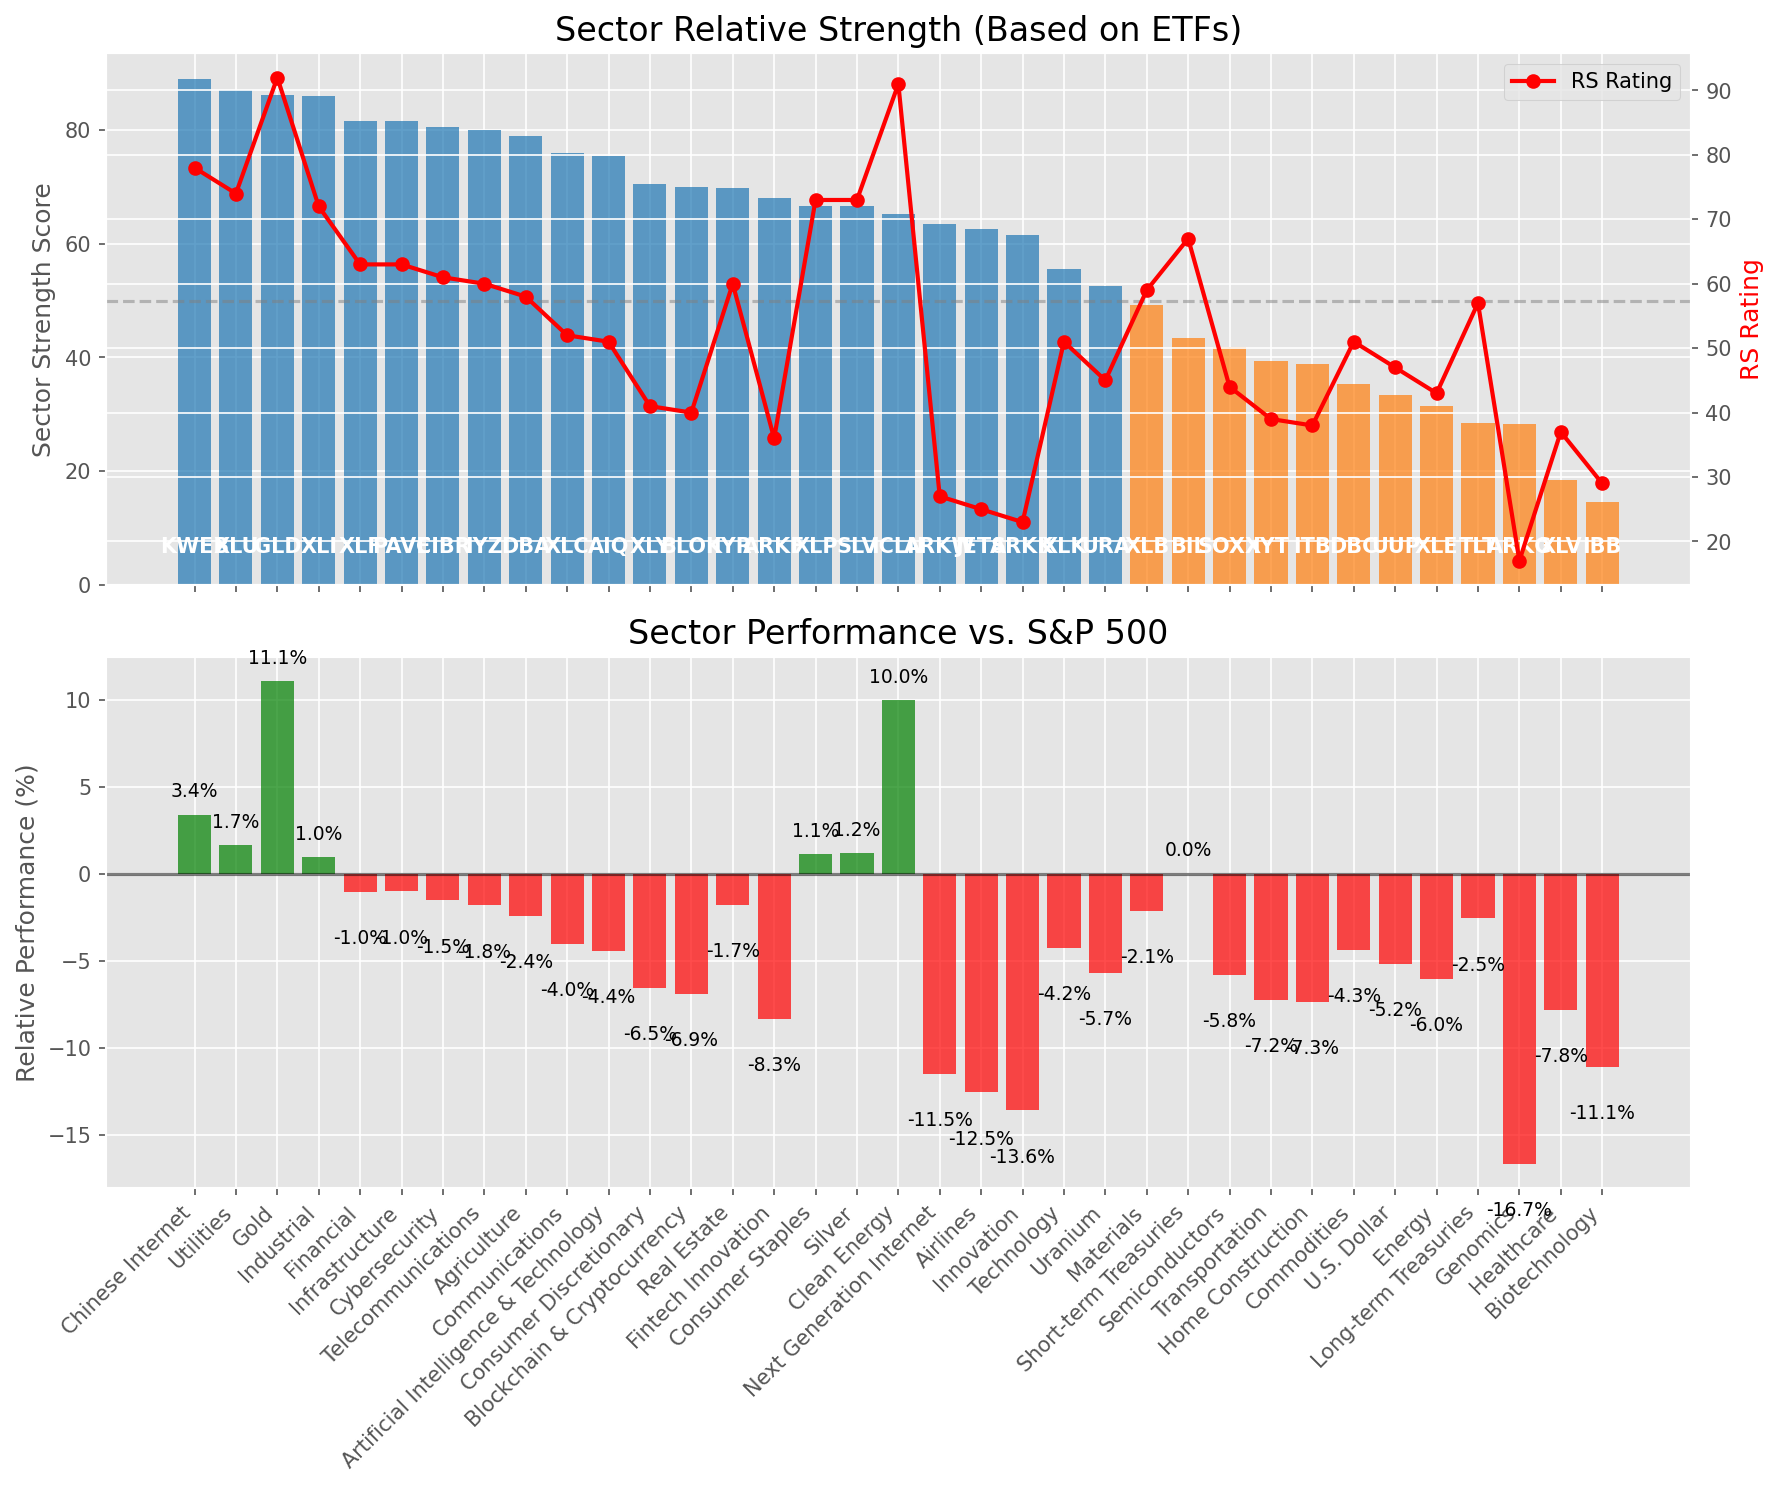 Sector Relative Strength (Based on ETFs)
RS Rating
Sector Strength Score
80
60
40
20
0
90
80
70
60
50
40
30
20
RS Rating
KWEB XLU GLD XLI XLF PAVE CIBR IYZ DBA XLC AIQ XLY BLOK IYR ARKF XLP SLV ICLN ARKW JETS ARKK XLK URA XLB BIL SOXX IYT ITB DBC UUP XLE TLT ARKG XLV IBB
Sector Performance vs. S&P 500
Relative Performance (%)
10
5
0
−5
−10
−15
3.4%
1.7%
11.1%
1.0%
-1.0%
-1.0%
-1.5%
-1.8%
-2.4%
-4.0%
-4.4%
-6.5%
-6.9%
-1.7%
-8.3%
1.1%
1.2%
10.0%
-11.5%
-12.5%
-13.6%
-4.2%
-5.7%
-2.1%
0.0%
-5.8%
-7.2%
-7.3%
-4.3%
-5.2%
-6.0%
-2.5%
-16.7%
-7.8%
-11.1%
Chinese Internet
Utilities
Gold
Industrial
Financial
Infrastructure
Cybersecurity
Telecommunications
Agriculture
Communications
Artificial Intelligence & Technology
Consumer Discretionary
Blockchain & Cryptocurrency
Real Estate
Fintech Innovation
Consumer Staples
Silver
Clean Energy
Next Generation Internet
Airlines
Innovation
Technology
Uranium
Materials
Short-term Treasuries
Semiconductors
Transportation
Home Construction
Commodities
U.S. Dollar
Energy
Long-term Treasuries
Genomics
Healthcare
Biotechnology